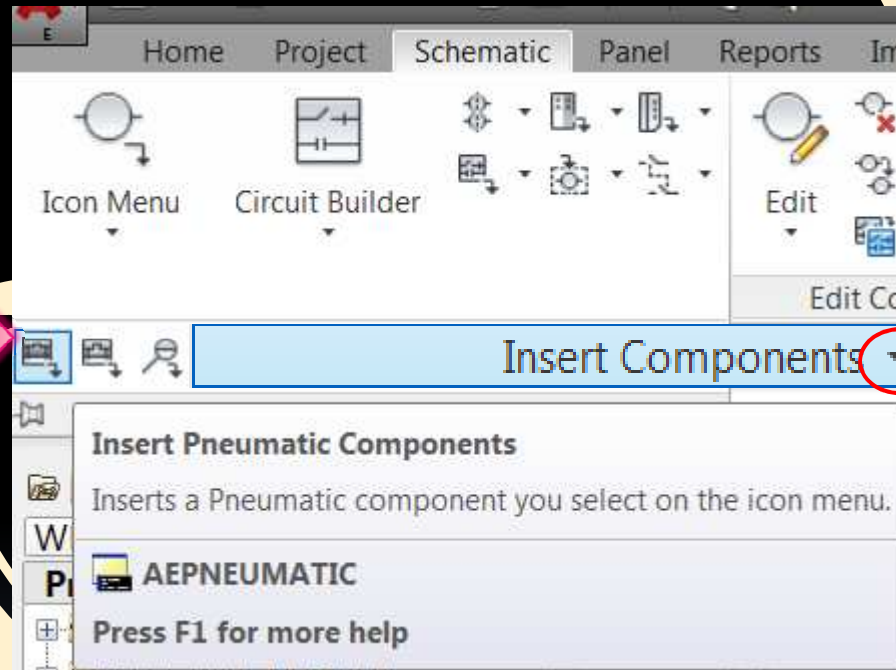 E
Home Project Schematic Panel Reports
Icon Menu Circuit Builder Edit
Insert Components
Insert Pneumatic Components
Inserts a Pneumatic component you select on the icon menu.
AEPNEUMATIC
Press F1 for more help